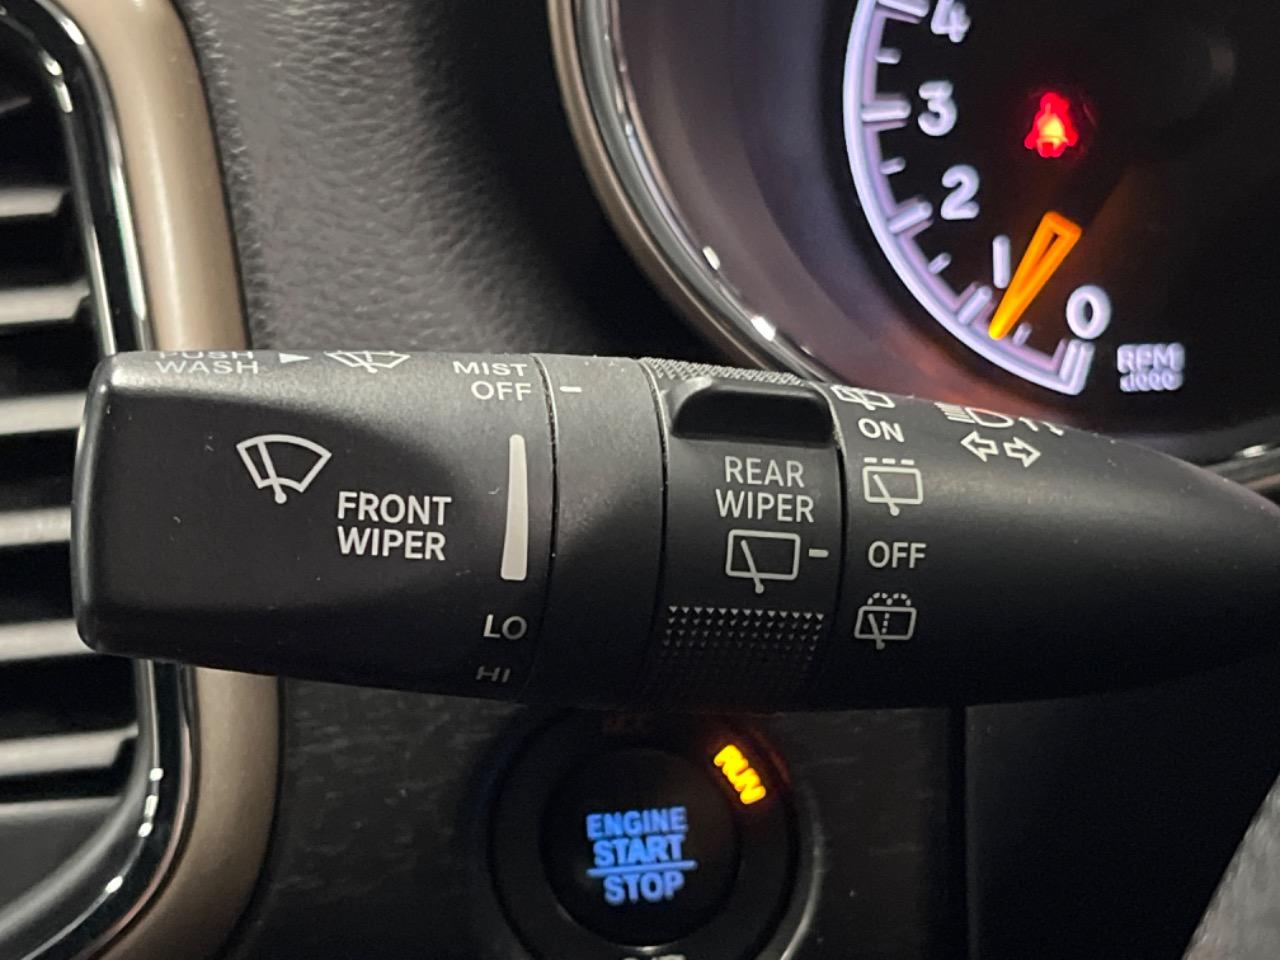 4
3
2
1
0
RPM
x1000
PUSH
WASH
MIST
OFF
FRONT
WIPER
LO
HI
REAR
WIPER
ON
OFF
RUN
ENGINE
START
STOP